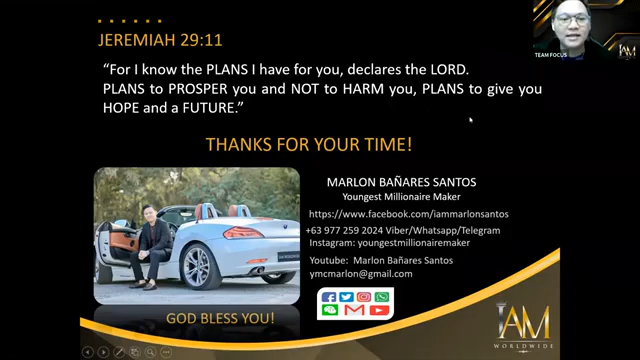 JEREMIAH 29:11
“For I know the PLANS I have for you, declares the LORD.
PLANS to PROSPER you and NOT to HARM you, PLANS to give you
HOPE and a FUTURE.”
THANKS FOR YOUR TIME!
MARLON BAÑARES SANTOS
Youngest Millionaire Maker
https://www.facebook.com/iammarlonsantos
+63 977 259 2024 Viber/Whatsapp/Telegram
Instagram: youngestmillionairemaker
Youtube: Marlon Bañares Santos
ymcmarlon@gmail.com
GOD BLESS YOU!
IAM
WORLDWIDE
TEAM FOCUS
IAM